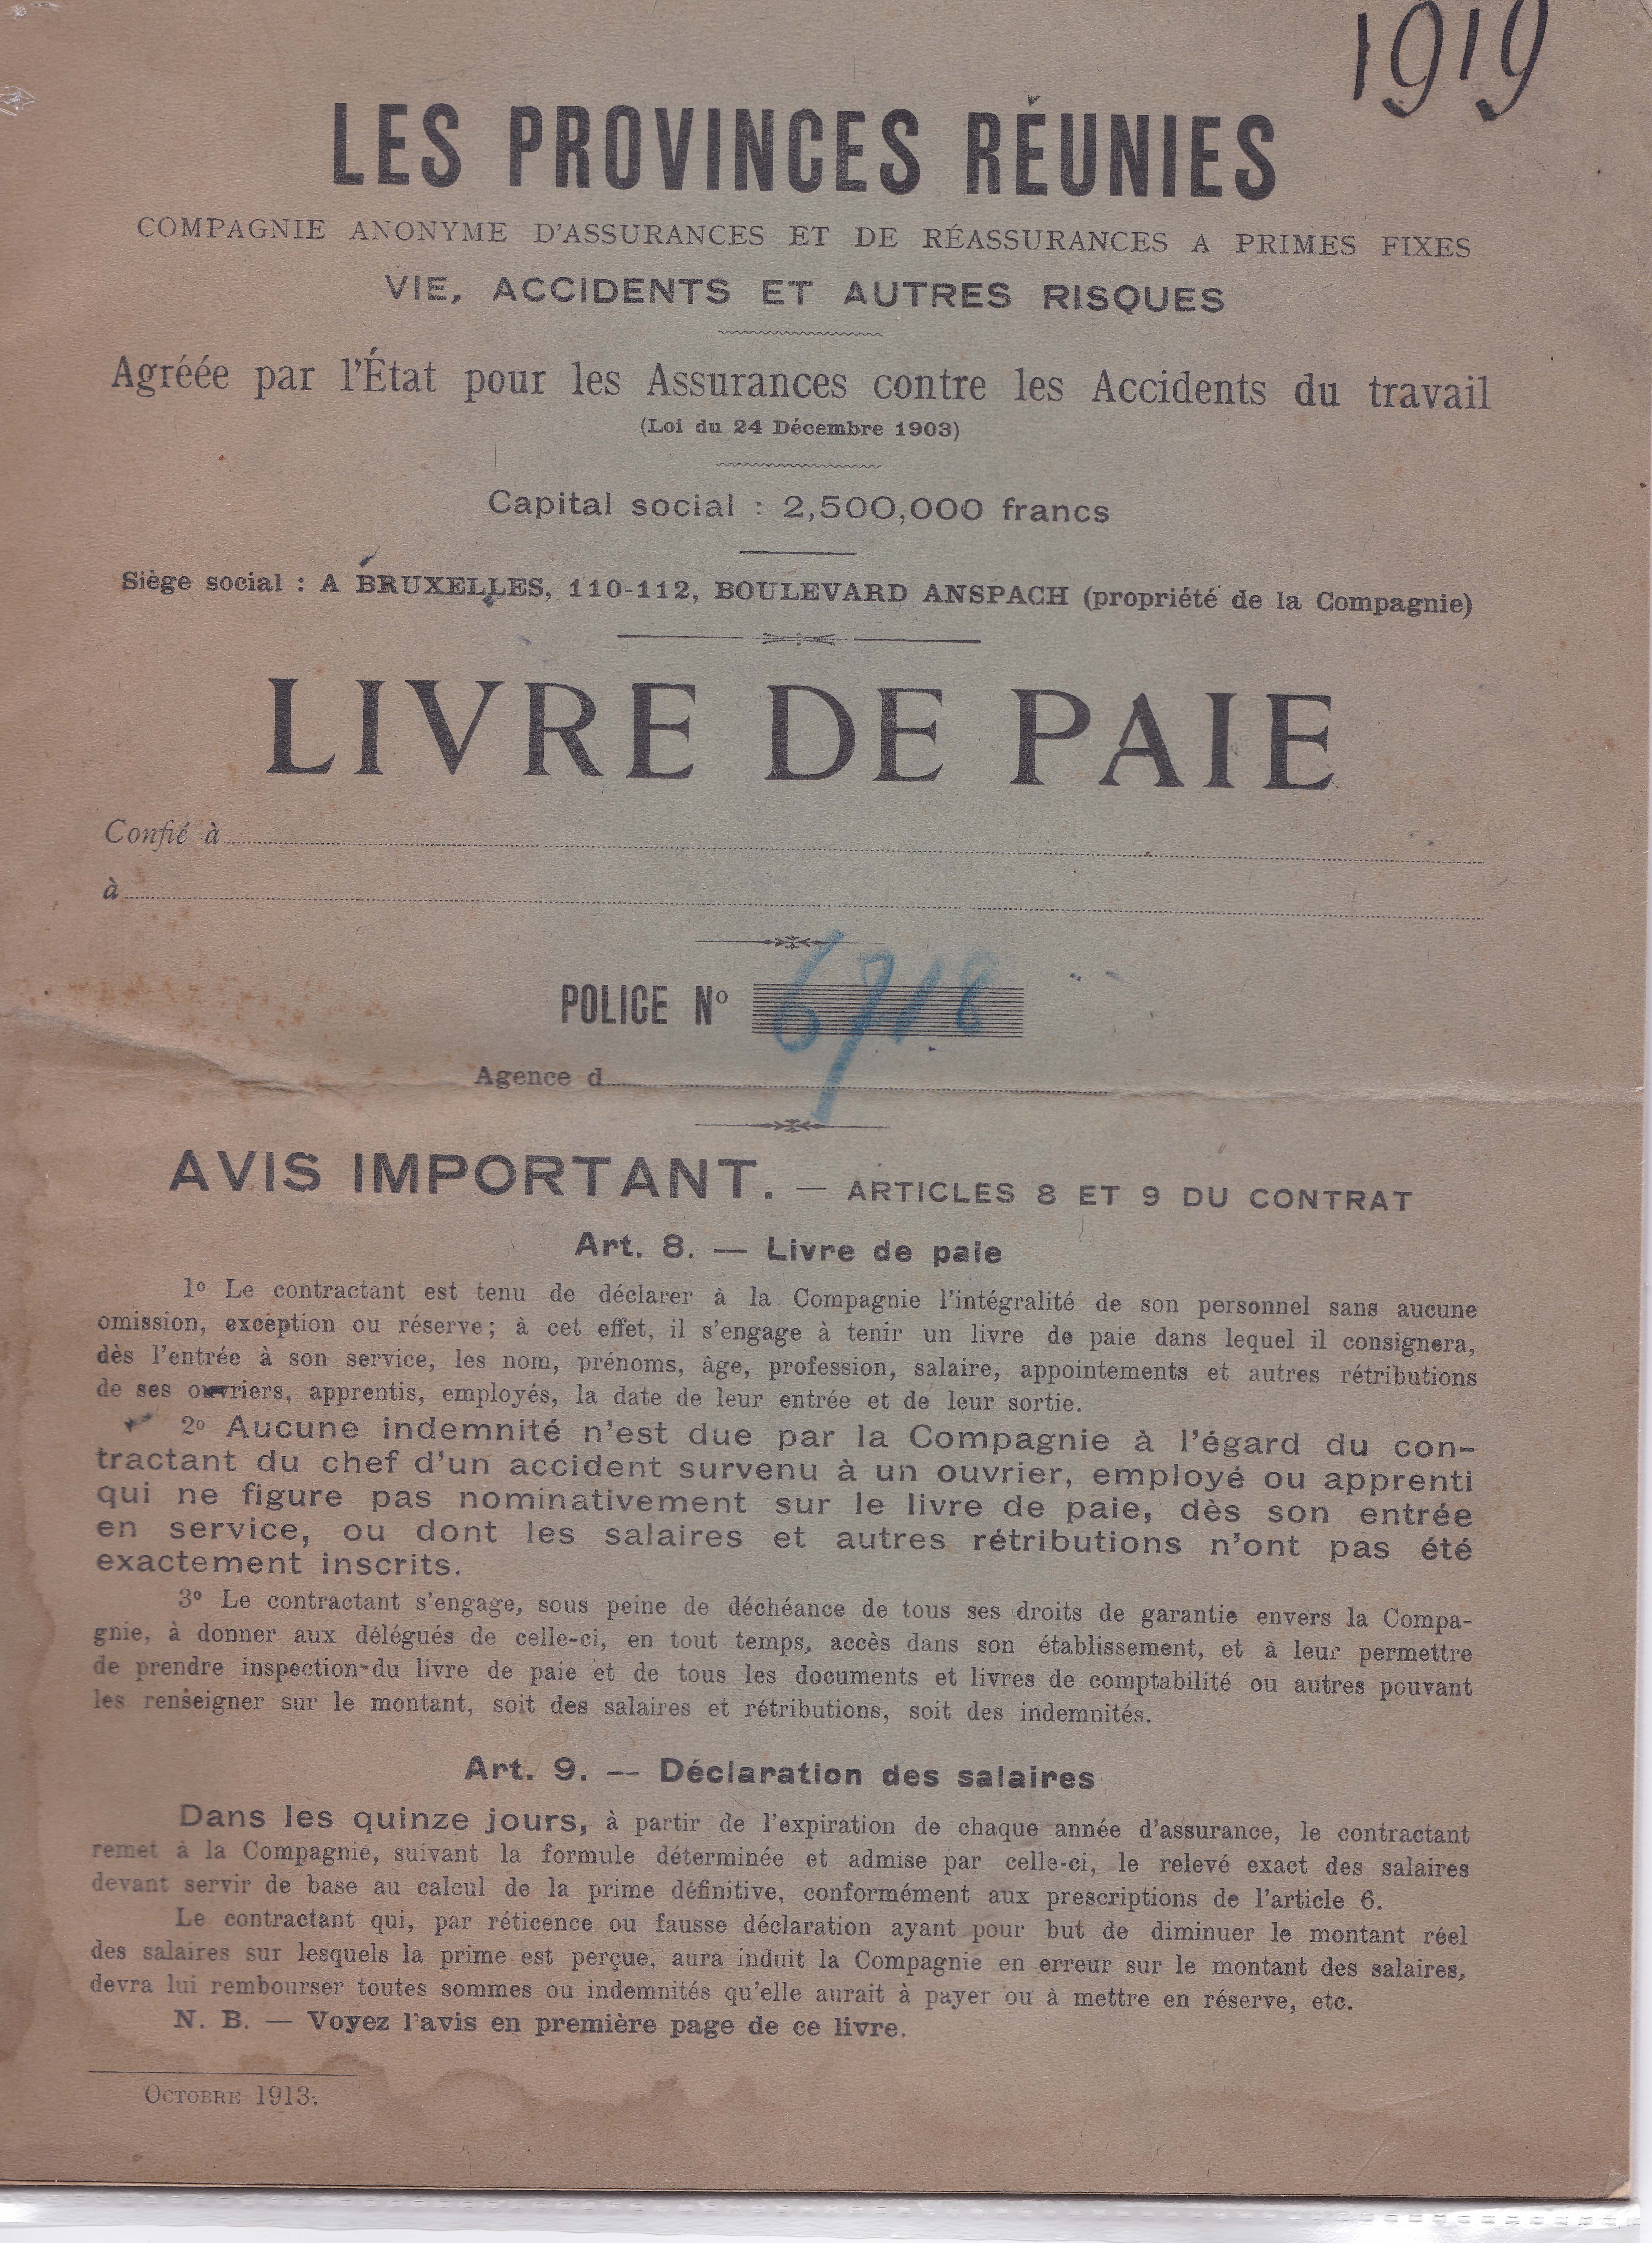 1919
LES PROVINCES RÉUNIES
COMPAGNIE ANONYME D'ASSURANCES ET DE RÉASSURANCES A PRIMES FIXES
VIE, ACCIDENTS ET AUTRES RISQUES
Agréée par l'État pour les Assurances contre les Accidents du travail
(Loi du 24 Décembre 1903)
Capital social : 2,500,000 francs
Siège social : A BRUXELLES, 110-112, BOULEVARD ANSPACH (propriété de la Compagnie)
LIVRE DE PAIE
Confié à
à
POLICE Nº 6718
Agence d
AVIS IMPORTANT. — ARTICLES 8 ET 9 DU CONTRAT
Art. 8. — Livre de paie
1º Le contractant est tenu de déclarer à la Compagnie l'intégralité de son personnel sans aucune
omission, exception ou réserve; à cet effet, il s'engage à tenir un livre de paie dans lequel il consignera,
dès l'entrée à son service, les nom, prénoms, âge, profession, salaire, appointements et autres rétributions
de ses ouvriers, apprentis, employés, la date de leur entrée et de leur sortie.
2º Aucune indemnité n'est due par la Compagnie à l'égard du con-
tractant du chef d'un accident survenu à un ouvrier, employé ou apprenti
qui ne figure pas nominativement sur le livre de paie, dès son entrée
en service, ou dont les salaires et autres rétributions n'ont pas été
exactement inscrits.
3º Le contractant s'engage, sous peine de déchéance de tous ses droits de garantie envers la Compa-
gnie, à donner aux délégués de celle-ci, en tout temps, accès dans son établissement, et à leur permettre
de prendre inspection du livre de paie et de tous les documents et livres de comptabilité ou autres pouvant
les renseigner sur le montant, soit des salaires et rétributions, soit des indemnités.
Art. 9. — Déclaration des salaires
Dans les quinze jours, à partir de l'expiration de chaque année d'assurance, le contractant
remet à la Compagnie, suivant la formule déterminée et admise par celle-ci, le relevé exact des salaires
devant servir de base au calcul de la prime définitive, conformément aux prescriptions de l'article 6.
Le contractant qui, par réticence ou fausse déclaration ayant pour but de diminuer le montant réel
des salaires sur lesquels la prime est perçue, aura induit la Compagnie en erreur sur le montant des salaires,
devra lui rembourser toutes sommes ou indemnités qu'elle aurait à payer ou à mettre en réserve, etc.
N. B. — Voyez l'avis en première page de ce livre.
OCTOBRE 1913.